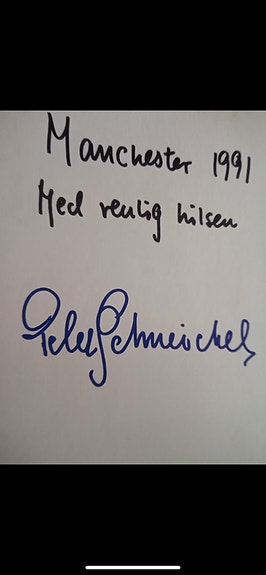 Manchester 1991
Med venlig hilsen
Peter Schmeichel